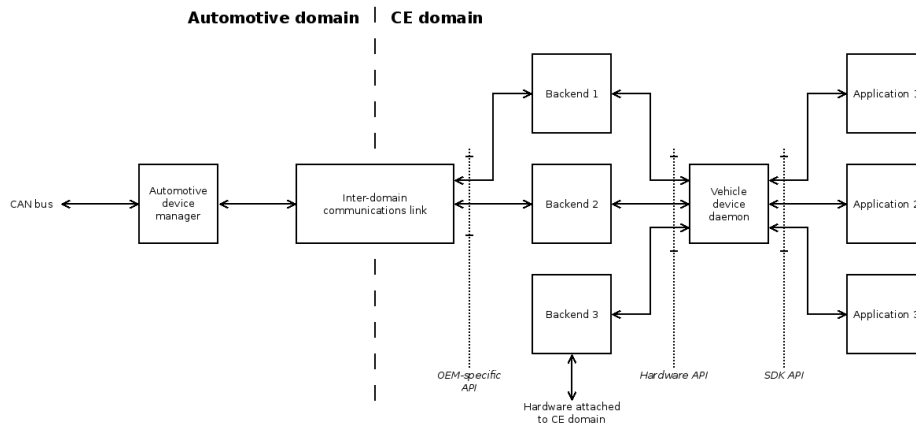 Automotive domain
CE domain
Backend 1
Application 1
CAN bus
Automotive
device
manager
Inter-domain
communications link
Backend 2
Vehicle
device
daemon
Application 2
Backend 3
Application 3
OEM-specific
API
Hardware API
SDK API
Hardware attached
to CE domain